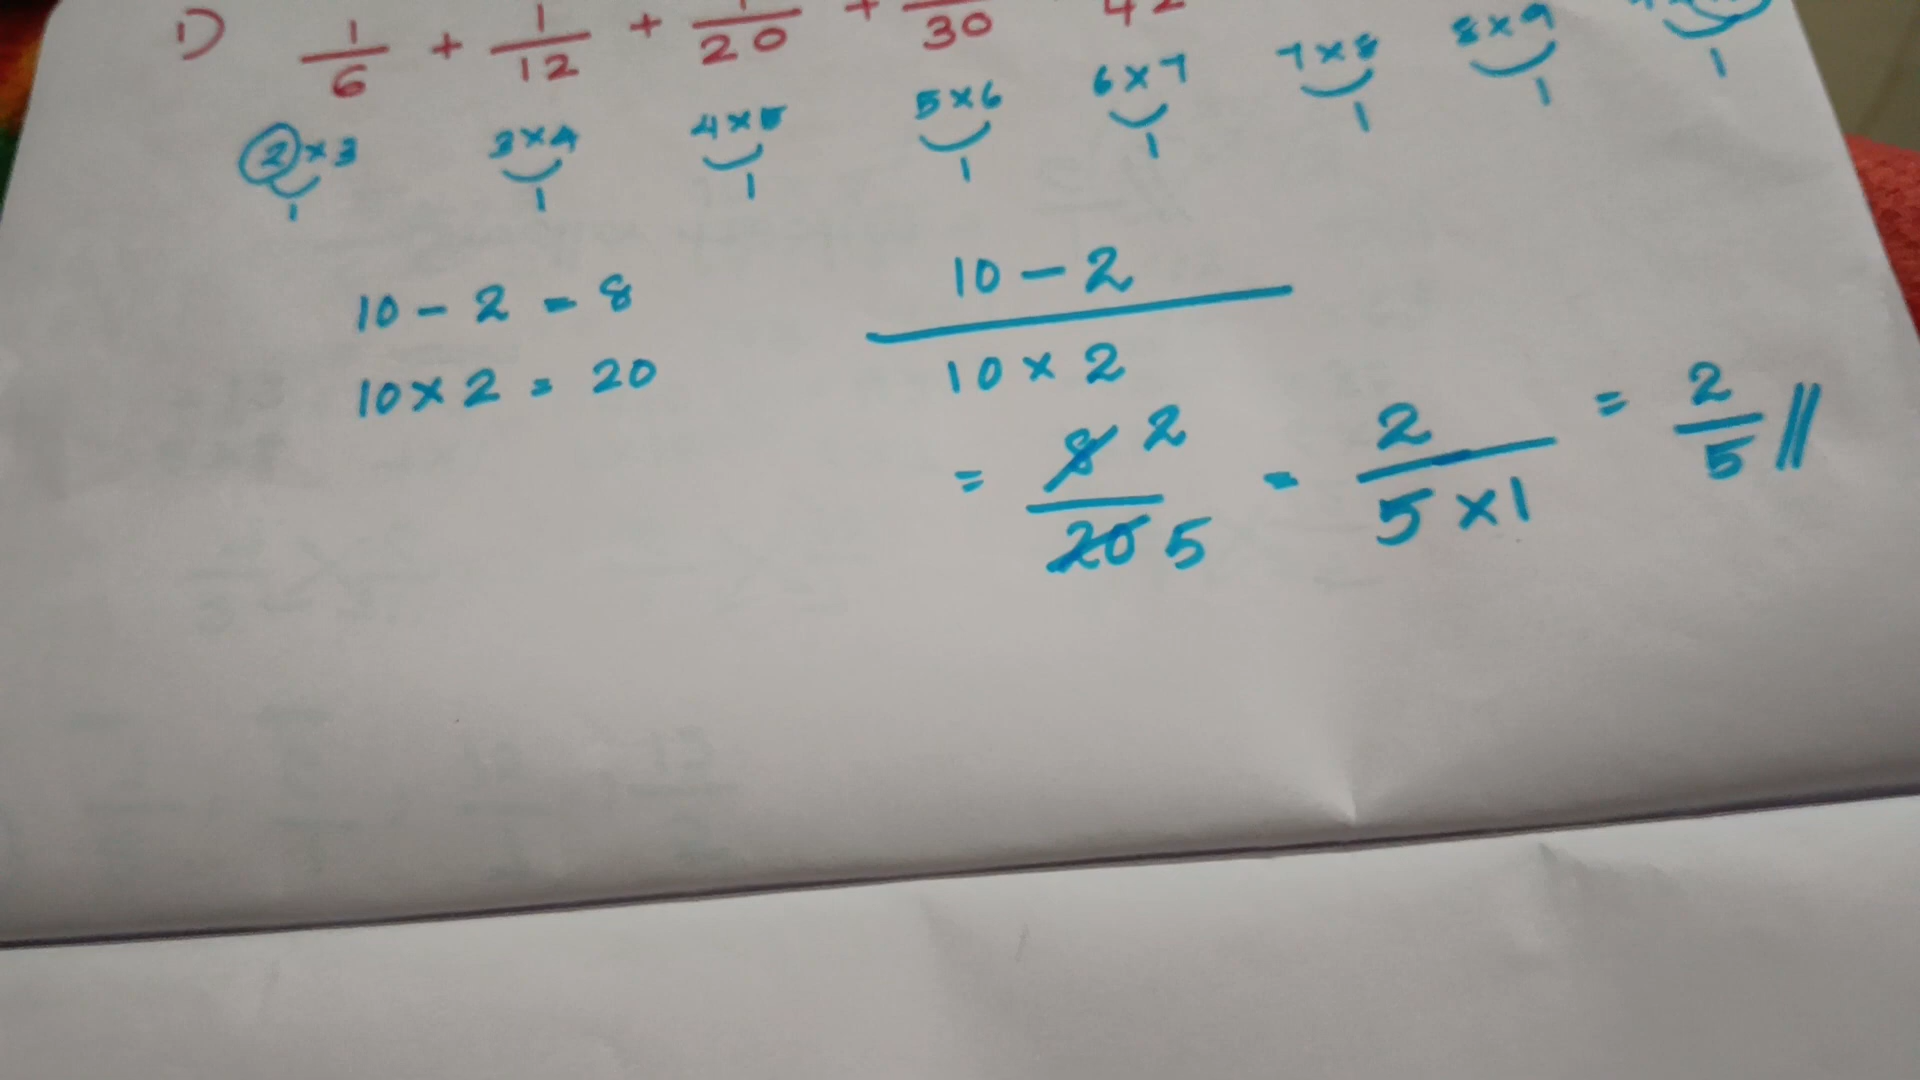 1) 1/6 + 1/12 + 1/20 + /30 42
2×3 3×4 4×5 5×6 6×7 7×8 8×9
1 1 1 1 1 1 1 1
10 - 2 = 8
10 × 2 = 20
10 - 2
10 × 2
= 8 2 / 20 5 = 2 / 5 × 1 = 2 / 5 //